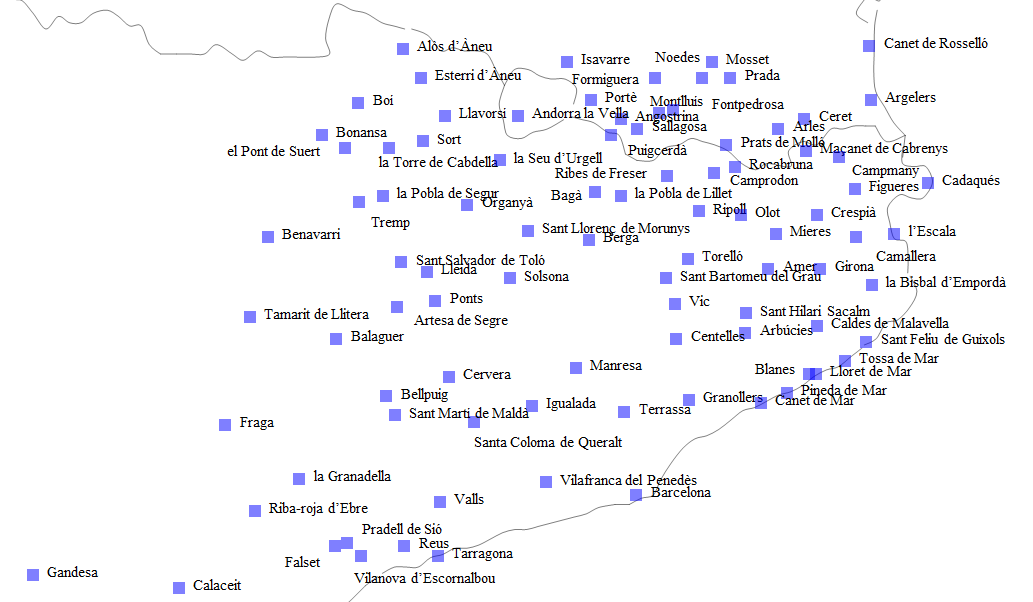 Alòs d'Àneu
Canet de Rosselló
Isavarre
Noedes
Mosset
Esterri d'Àneu
Formiguera
Prada
Boi
Portè
Montlluis
Fontpedrosa
Argelers
Llavorsi
Andorra la Vella
Angostrina
Ceret
Sallagosa
Arles
Bonansa
Sort
Prats de Molló
Maçanet de Cabrenys
el Pont de Suert
la Torre de Cabdella
la Seu d'Urgell
Puigcerdà
Rocabruna
Ribes de Freser
Camprodon
Campmany
Figueres
Cadaqués
la Pobla de Segur
Organyà
Bagà
la Pobla de Lillet
Ripoll
Olot
Crespià
Tremp
Benavarri
Sant Llorenç de Morunys
Berga
Mieres
l'Escala
Sant Salvador de Toló
Lleida
Solsona
Torelló
Sant Bartomeu del Grau
Amer
Girona
Camallera
la Bisbal d'Empordà
Ponts
Vic
Tamarit de Llitera
Artesa de Segre
Sant Hilari Sacalm
Balaguer
Centelles
Arbúcies
Caldes de Malavella
Sant Feliu de Guixols
Tossa de Mar
Cervera
Manresa
Blanes
Lloret de Mar
Bellpuig
Igualada
Granollers
Pineda de Mar
Canet de Mar
Sant Marti de Maldà
Terrassa
Fraga
Santa Coloma de Queralt
la Granadella
Vilafranca del Penedès
Barcelona
Riba-roja d'Ebre
Valls
Pradell de Sió
Reus
Tarragona
Falset
Vilanova d'Escornalbou
Gandesa
Calaceit